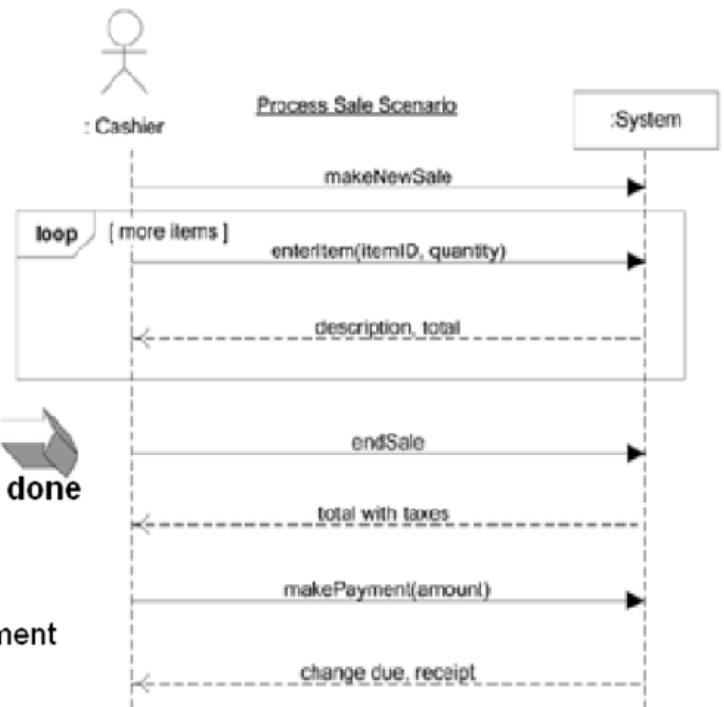 Process Sale Scenario
: Cashier
:System
makeNewSale
loop
[ more items ]
enterItem(itemID, quantity)
description, total
endSale
done
total with taxes
makePayment(amount)
ment
change due, receipt